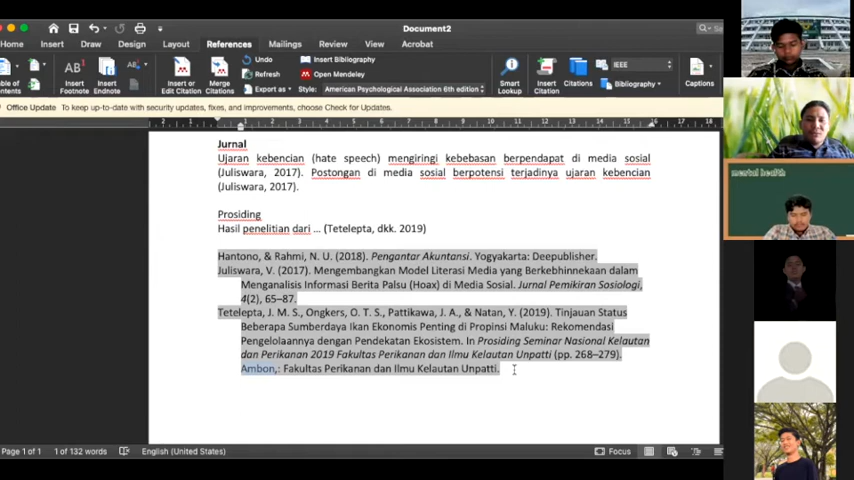 Document2
Home Insert Draw Design Layout References Mailings Review View Acrobat
Undo Insert Bibliography
IEEE
Refresh Open Mendeley
Insert Footnote Insert or Edit Citation Merge Citations Smart Lookup Insert Citation Citations Bibliography Captions
Export as Style: American Psychological Association 6th edition
Office Update To keep up-to-date with security updates, fixes, and improvements, choose Check for Updates.
mental health
Jurnal
Ujaran kebencian (hate speech) mengiringi kebebasan berpendapat di media sosial
(Juliswara, 2017). Postongan di media sosial berpotensi terjadinya ujaran kebencian
(Juliswara, 2017).
Prosiding
Hasil penelitian dari ... (Tetelepta, dkk. 2019)
Hantono, & Rahmi, N. U. (2018). Pengantar Akuntansi. Yogyakarta: Deepublisher.
Juliswara, V. (2017). Mengembangkan Model Literasi Media yang Berkebhinnekaan dalam
Menganalisis Informasi Berita Palsu (Hoax) di Media Sosial. Jurnal Pemikiran Sosiologi,
4(2), 65–87.
Tetelepta, J. M. S., Ongkers, O. T. S., Pattikawa, J. A., & Natan, Y. (2019). Tinjauan Status
Beberapa Sumberdaya Ikan Ekonomis Penting di Propinsi Maluku: Rekomendasi
Pengelolaannya dengan Pendekatan Ekosistem. In Prosiding Seminar Nasional Kelautan
dan Perikanan 2019 Fakultas Perikanan dan Ilmu Kelautan Unpatti (pp. 268–279).
Ambon,: Fakultas Perikanan dan Ilmu Kelautan Unpatti.
Page 1 of 1 1 of 132 words English (United States) Focus